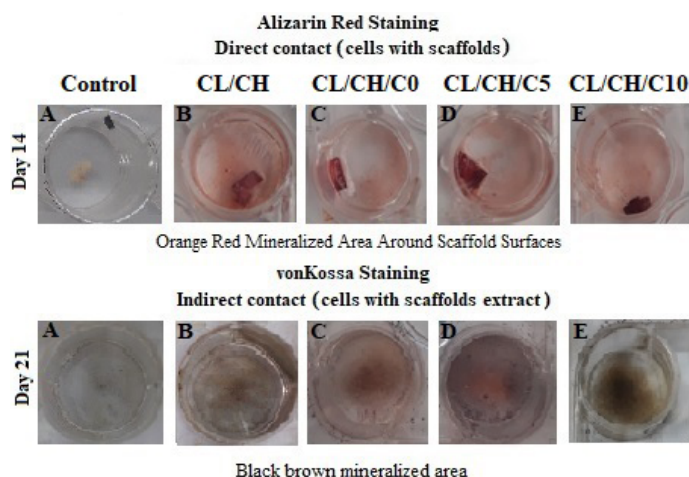 Alizarin Red Staining
Direct contact (cells with scaffolds)
Control CL/CH CL/CH/C0 CL/CH/C5 CL/CH/C10
Day 14
A B C D E
Orange Red Mineralized Area Around Scaffold Surfaces
vonKossa Staining
Indirect contact (cells with scaffolds extract)
Day 21
A B C D E
Black brown mineralized area